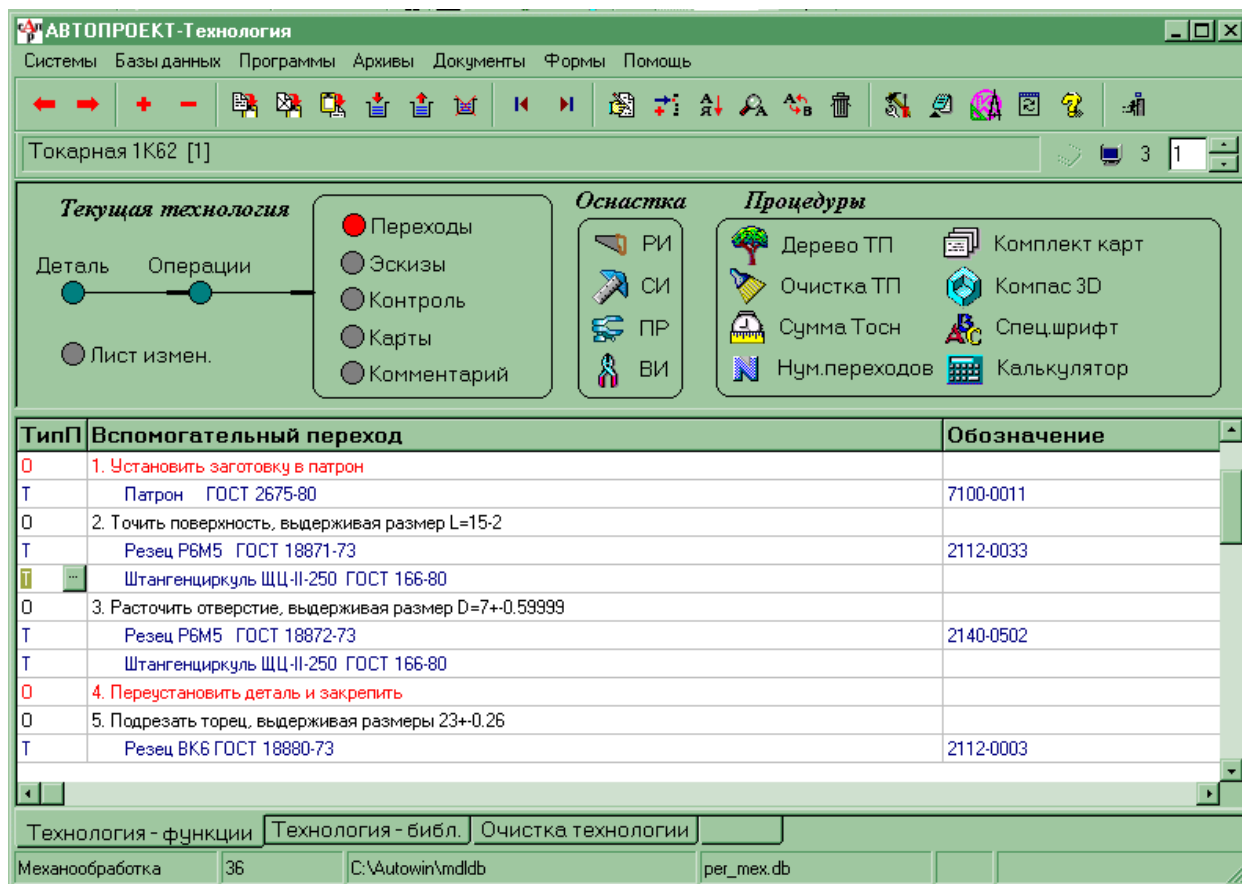 АВТОПРОЕКТ-Технология
Системы Базы данных Программы Архивы Документы Формы Помощь
Токарная 1К62 [1] 3 1
Текущая технология Оснастка Процедуры
Деталь Операции
Лист измен.
Переходы
Эскизы
Контроль
Карты
Комментарий
РИ
СИ
ПР
ВИ
Дерево ТП Комплект карт
Очистка ТП Компас 3D
Сумма Тосн Спец.шрифт
Нум.переходов Калькулятор
ТипП Вспомогательный переход Обозначение
О 1. Установить заготовку в патрон
Т Патрон ГОСТ 2675-80 7100-0011
О 2. Точить поверхность, выдерживая размер L=15-2
Т Резец Р6М5 ГОСТ 18871-73 2112-0033
Т ... Штангенциркуль ШЦ-II-250 ГОСТ 166-80
О 3. Расточить отверстие, выдерживая размер D=7+-0.59999
Т Резец Р6М5 ГОСТ 18872-73 2140-0502
Т Штангенциркуль ШЦ-II-250 ГОСТ 166-80
О 4. Переустановить деталь и закрепить
О 5. Подрезать торец, выдерживая размеры 23+-0.26
Т Резец ВК6 ГОСТ 18880-73 2112-0003
Технология - функции Технология - библ. Очистка технологии
Механообработка 36 C:\Autowin\mdldb per_mex.db